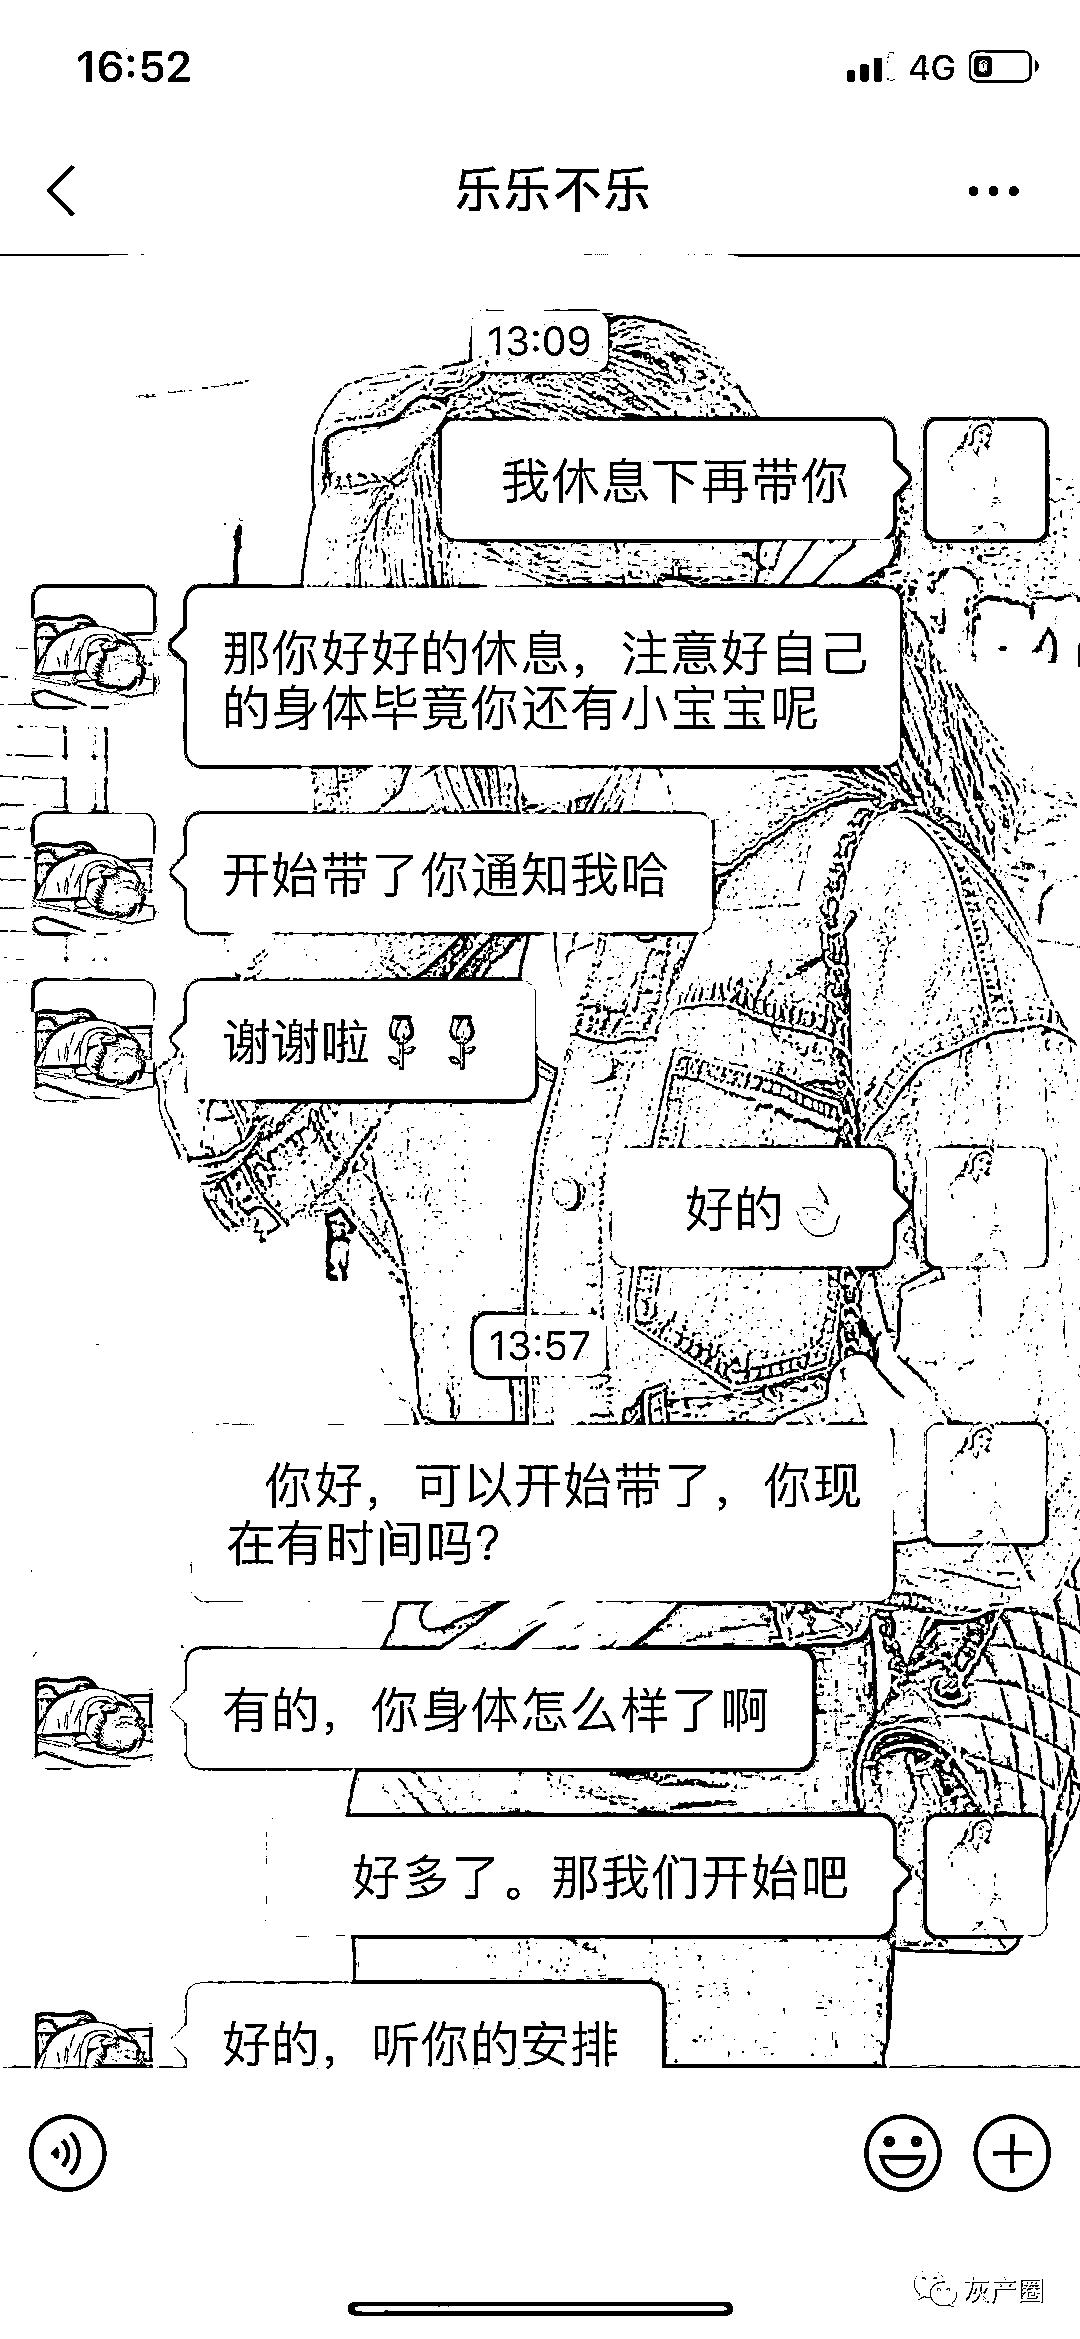 16:52
4G
乐乐不乐
13:09
我休息下再带你
那你好好的休息，注意好自己
的身体毕竟你还有小宝宝呢
开始带了你通知我哈
谢谢啦🌹 🌹
好的👌
13:57
你好，可以开始带了，你现
在有时间吗？
有的，你身体怎么样了啊
好多了。那我们开始吧
好的，听你的安排
灰产圈